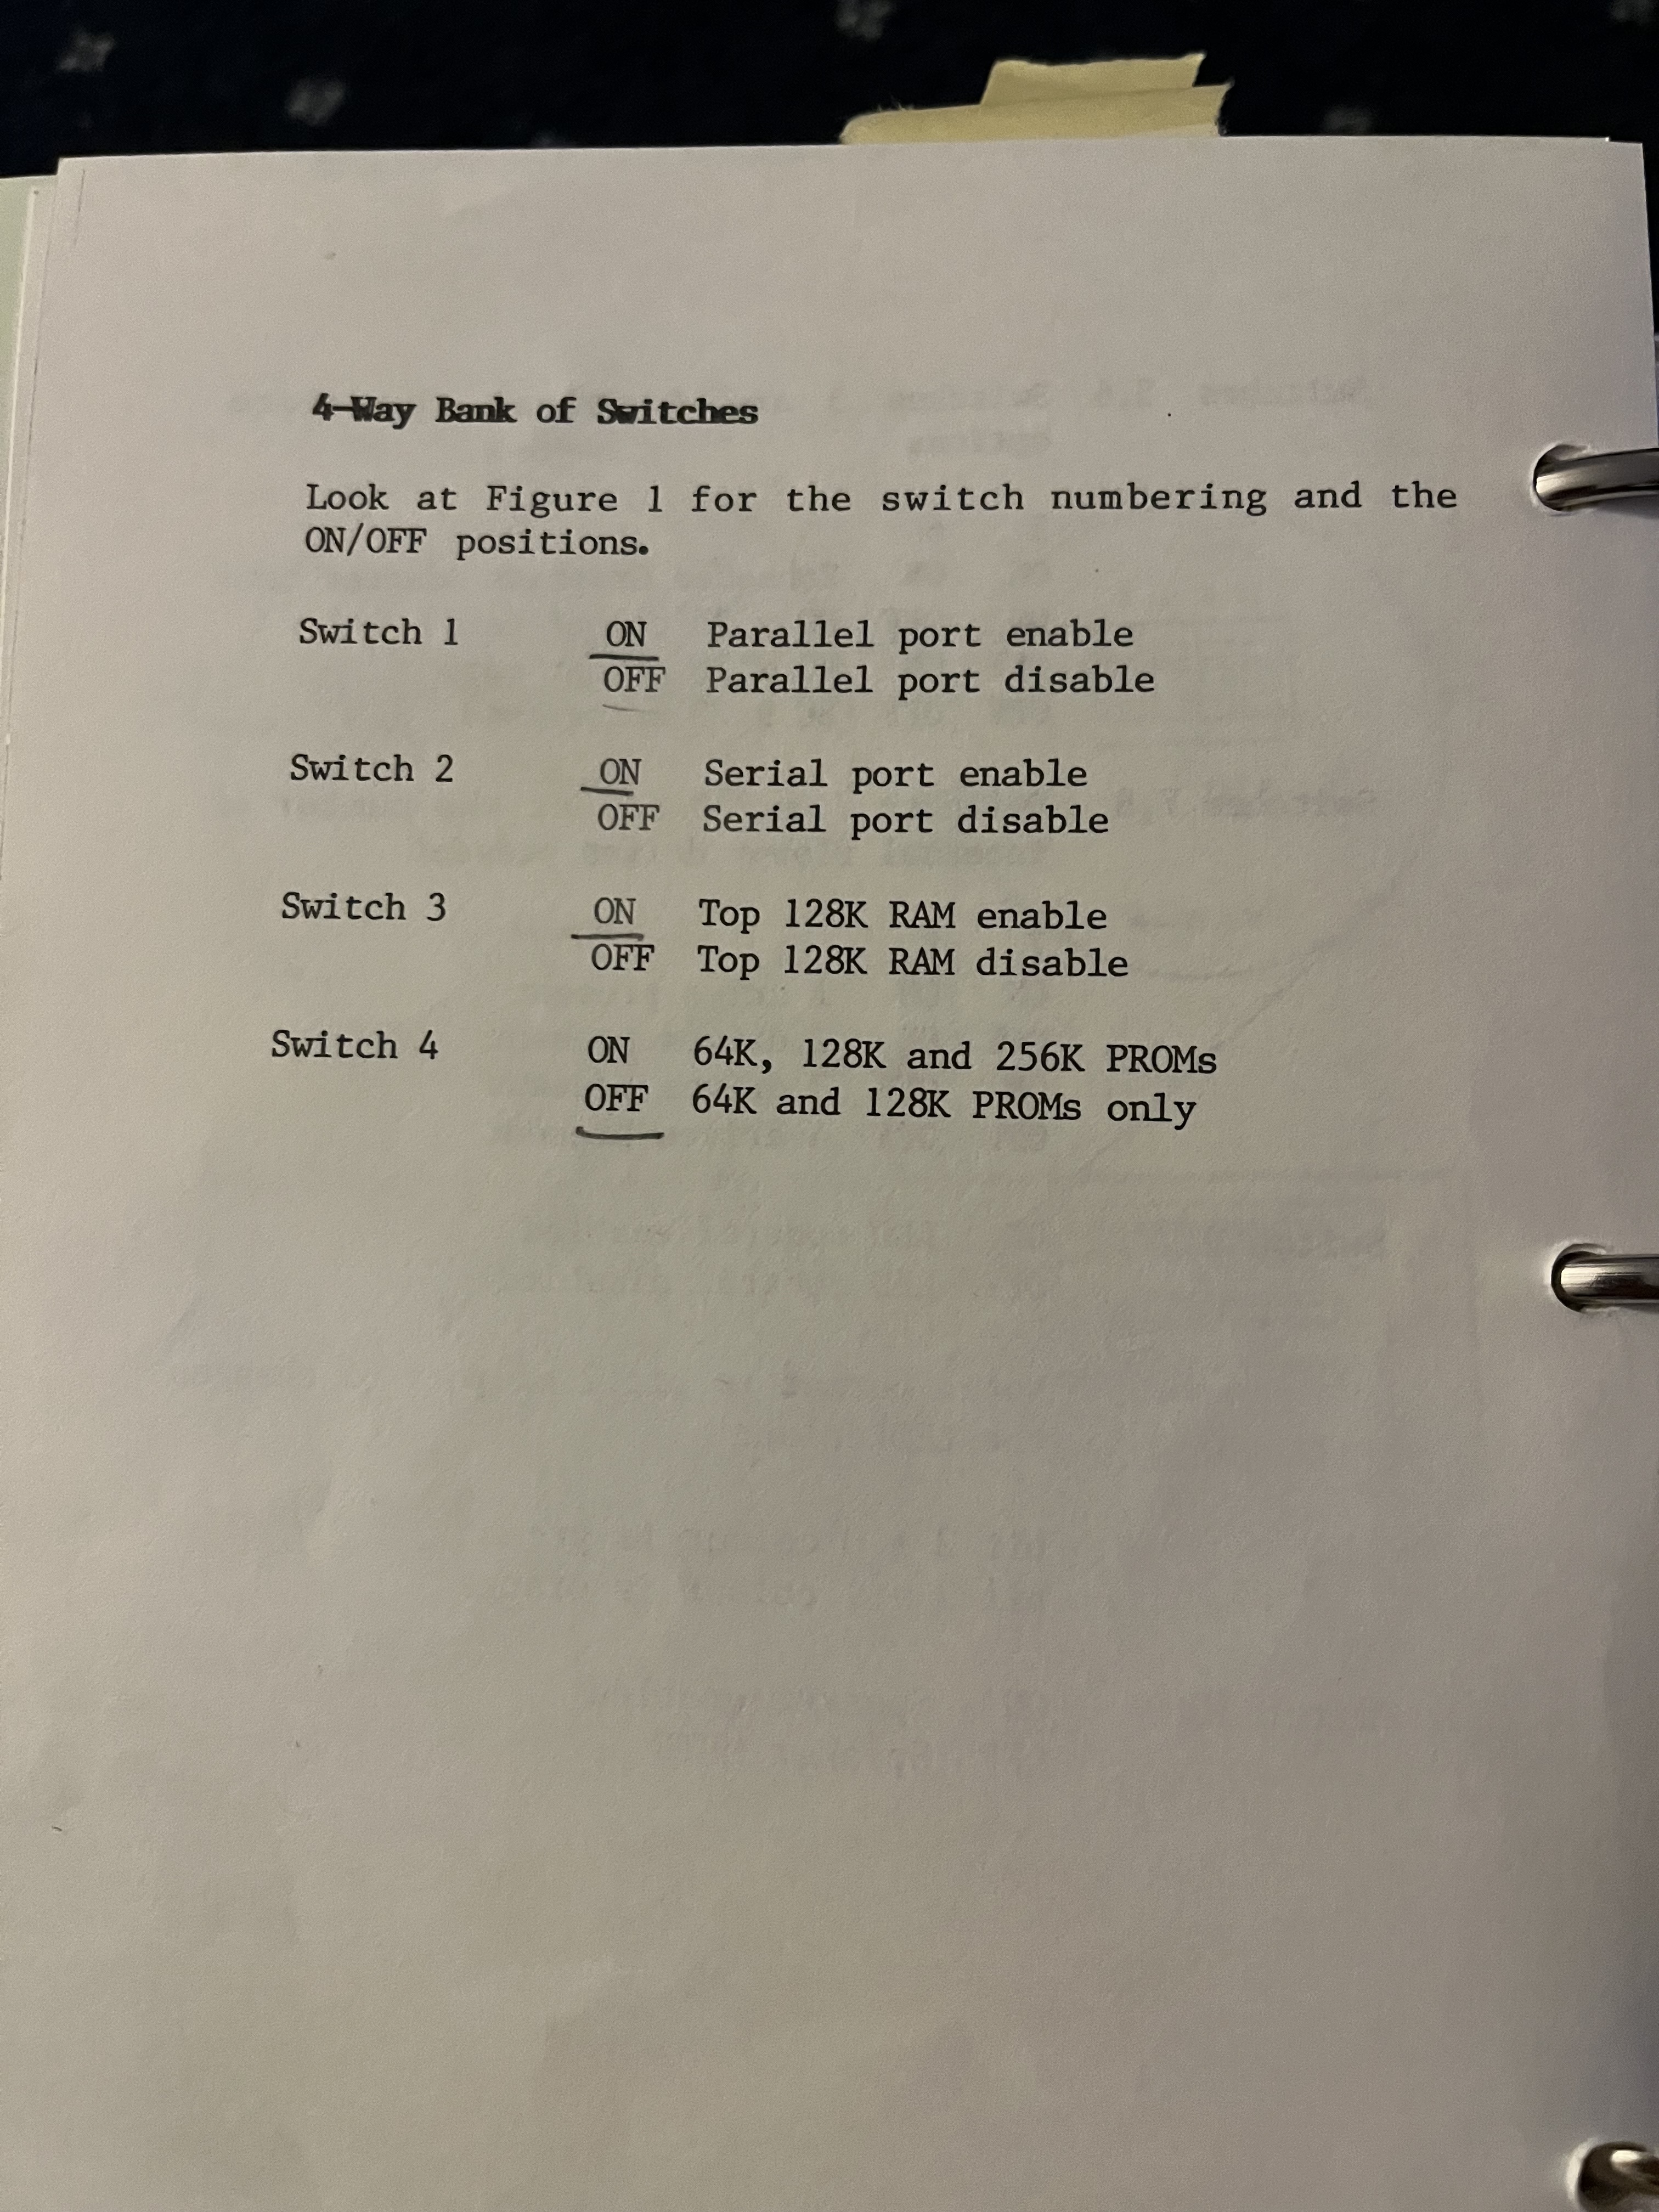 4-Way Bank of Switches
Look at Figure 1 for the switch numbering and the
ON/OFF positions.
Switch 1 ON Parallel port enable
OFF Parallel port disable
Switch 2 ON Serial port enable
OFF Serial port disable
Switch 3 ON Top 128K RAM enable
OFF Top 128K RAM disable
Switch 4 ON 64K, 128K and 256K PROMs
OFF 64K and 128K PROMs only